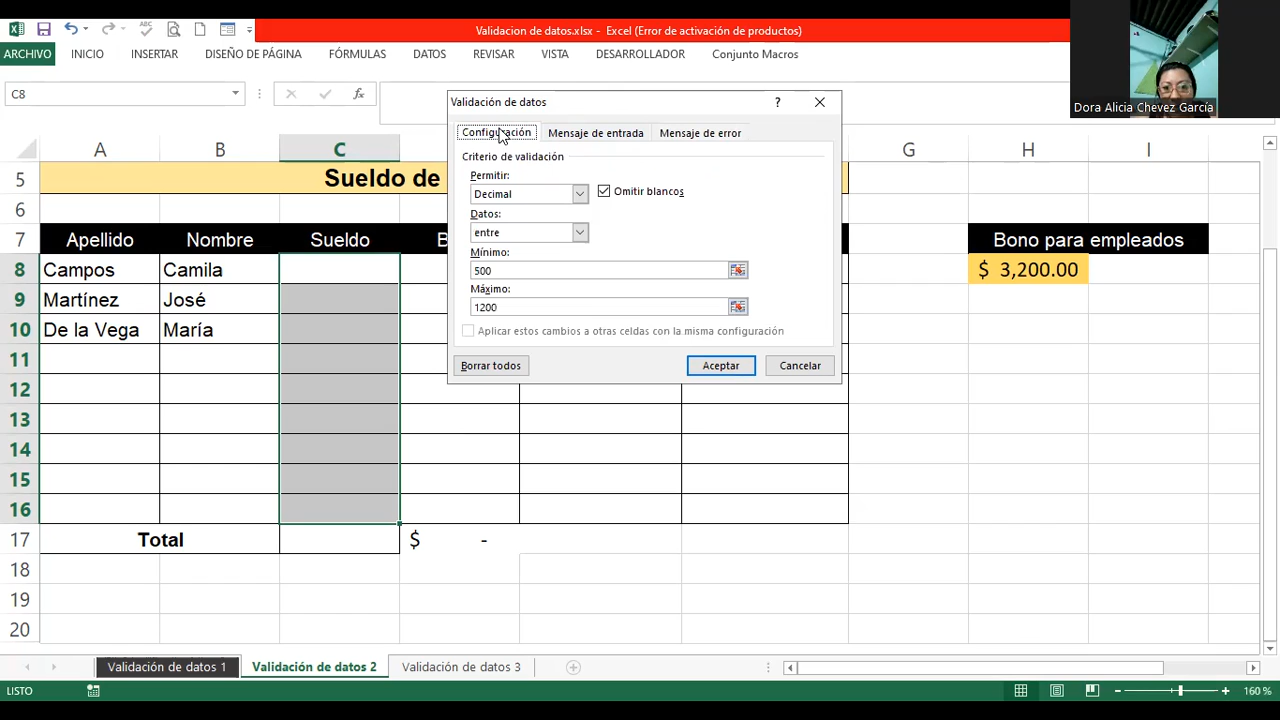 Validacion de datos.xlsx - Excel (Error de activación de productos)
ARCHIVO INICIO INSERTAR DISEÑO DE PÁGINA FÓRMULAS DATOS REVISAR VISTA DESARROLLADOR Conjunto Macros
Dora Alicia Chevez García
C8
Validación de datos
Configuración Mensaje de entrada Mensaje de error
Criterio de validación
Permitir:
Decimal Omitir blancos
Datos:
entre
Mínimo:
500
Máximo:
1200
Aplicar estos cambios a otras celdas con la misma configuración
Borrar todos Aceptar Cancelar
A B C G H I
5 Sueldo de
6
7 Apellido Nombre Sueldo B Bono para empleados
8 Campos Camila $ 3,200.00
9 Martínez José
10 De la Vega María
11
12
13
14
15
16
17 Total $ -
18
19
20
Validación de datos 1 Validación de datos 2 Validación de datos 3
LISTO 160 %